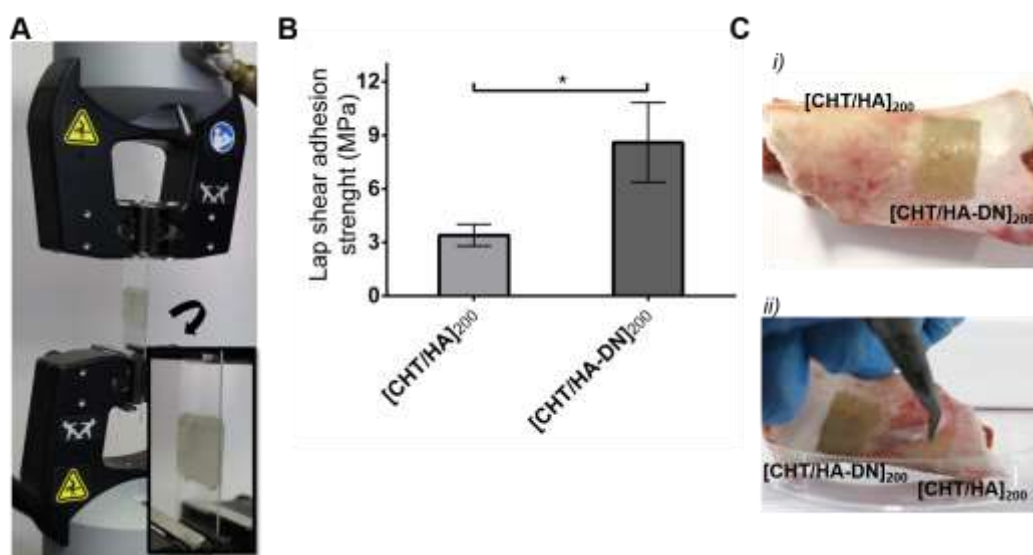 A
B
C
Lap shear adhesion
strenght (MPa)
12
9
6
3
0
*
[CHT/HA]200
[CHT/HA-DN]200
i)
[CHT/HA]200
[CHT/HA-DN]200
ii)
[CHT/HA-DN]200
[CHT/HA]200